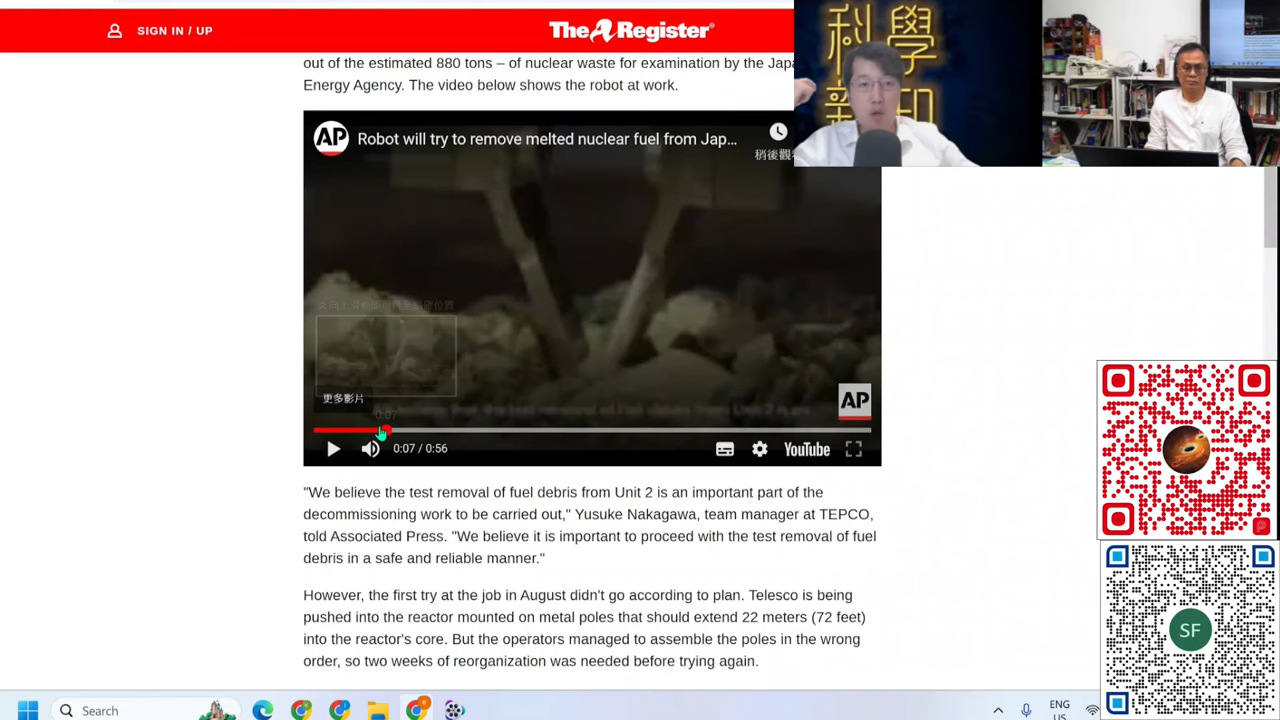 SIGN IN / UP
The Register
out of the estimated 880 tons – of nuclear waste for examination by the
Energy Agency. The video below shows the robot at work.
科學
新知
AP
Robot will try to remove melted nuclear fuel from Jap...
更多影片
0:07
AP
0:07 / 0:56
YouTube
"We believe the test removal of fuel debris from Unit 2 is an important part of the
decommissioning work to be carried out," Yusuke Nakagawa, team manager at TEPCO,
told Associated Press. "We believe it is important to proceed with the test removal of fuel
debris in a safe and reliable manner."
However, the first try at the job in August didn't go according to plan. Telesco is being
pushed into the reactor mounted on metal poles that should extend 22 meters (72 feet)
into the reactor's core. But the operators managed to assemble the poles in the wrong
order, so two weeks of reorganization was needed before trying again.
SF
Search
ENG
US